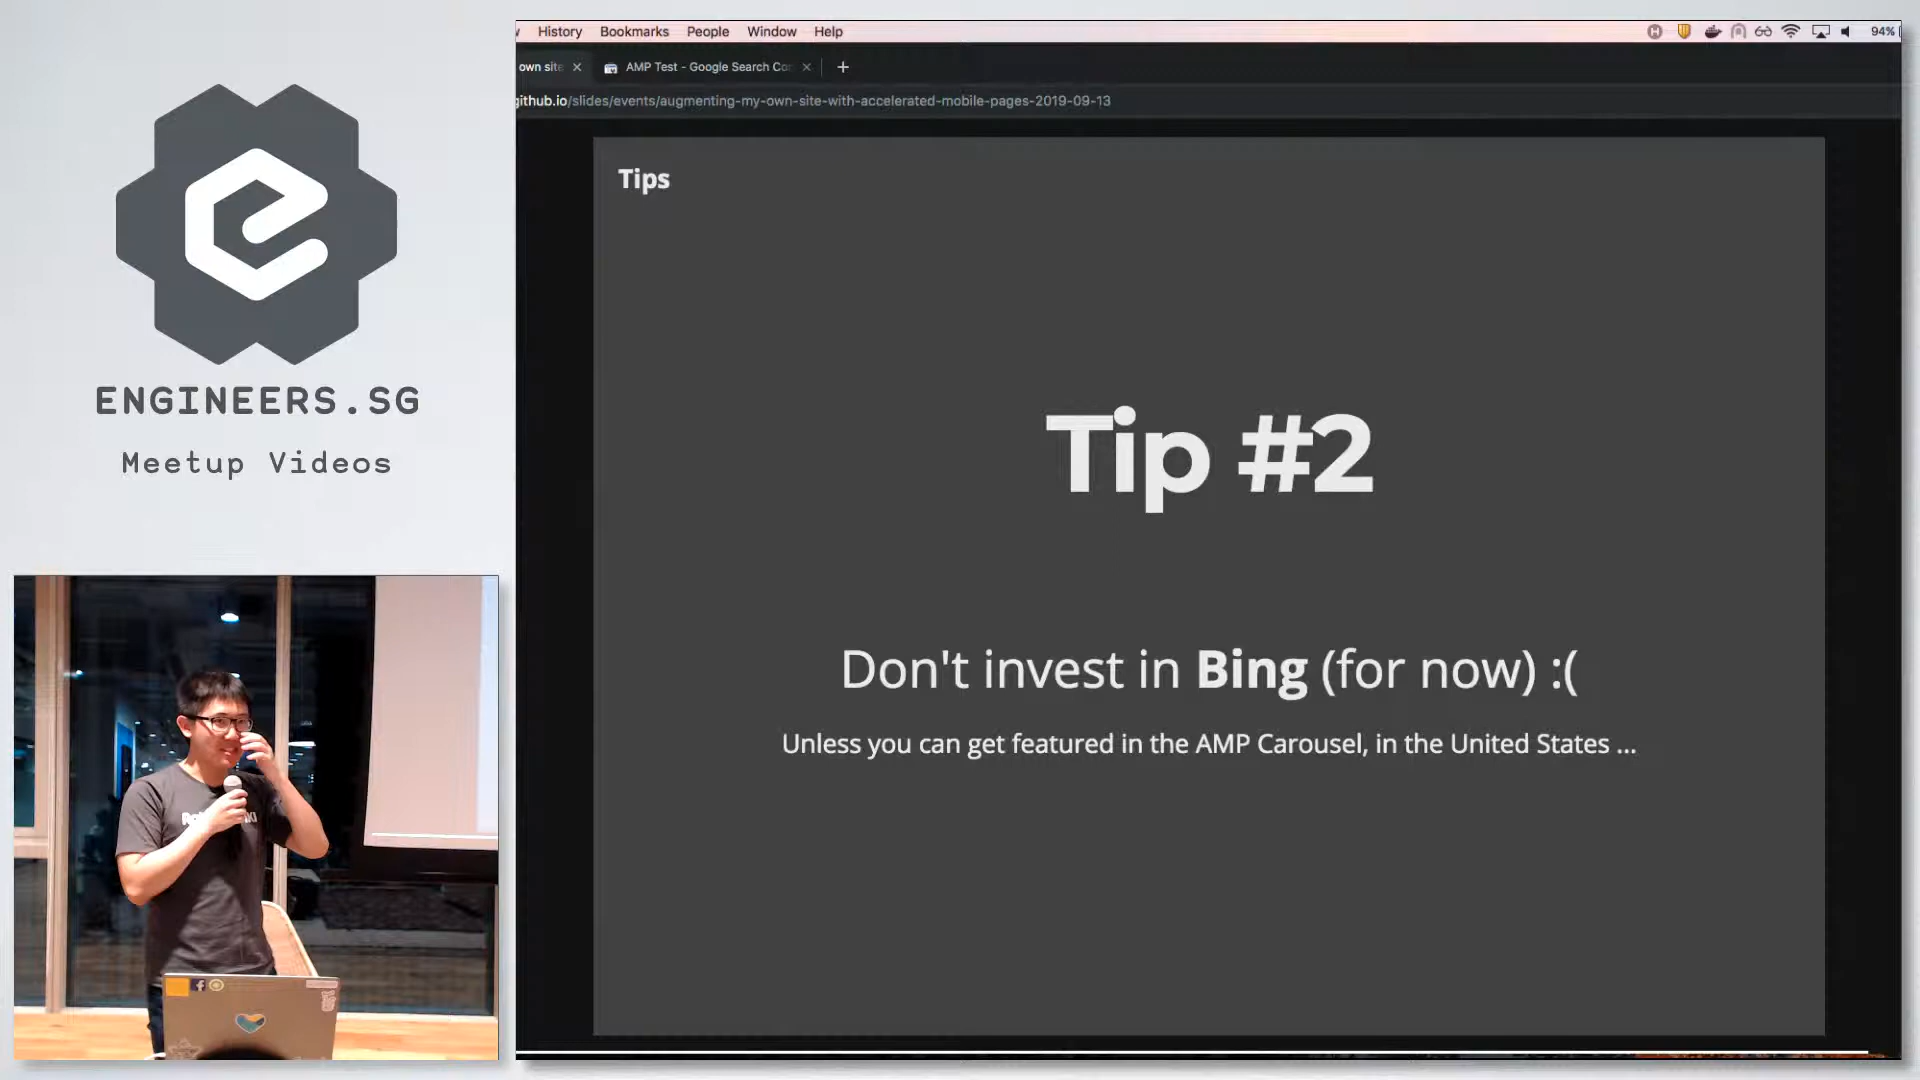 History Bookmarks People Window Help
94%
own site
AMP Test - Google Search Co
github.io/slides/events/augmenting-my-own-site-with-accelerated-mobile-pages-2019-09-13
Tips
Tip #2
Don't invest in Bing (for now) :(
Unless you can get featured in the AMP Carousel, in the United States ...
ENGINEERS.SG
Meetup Videos